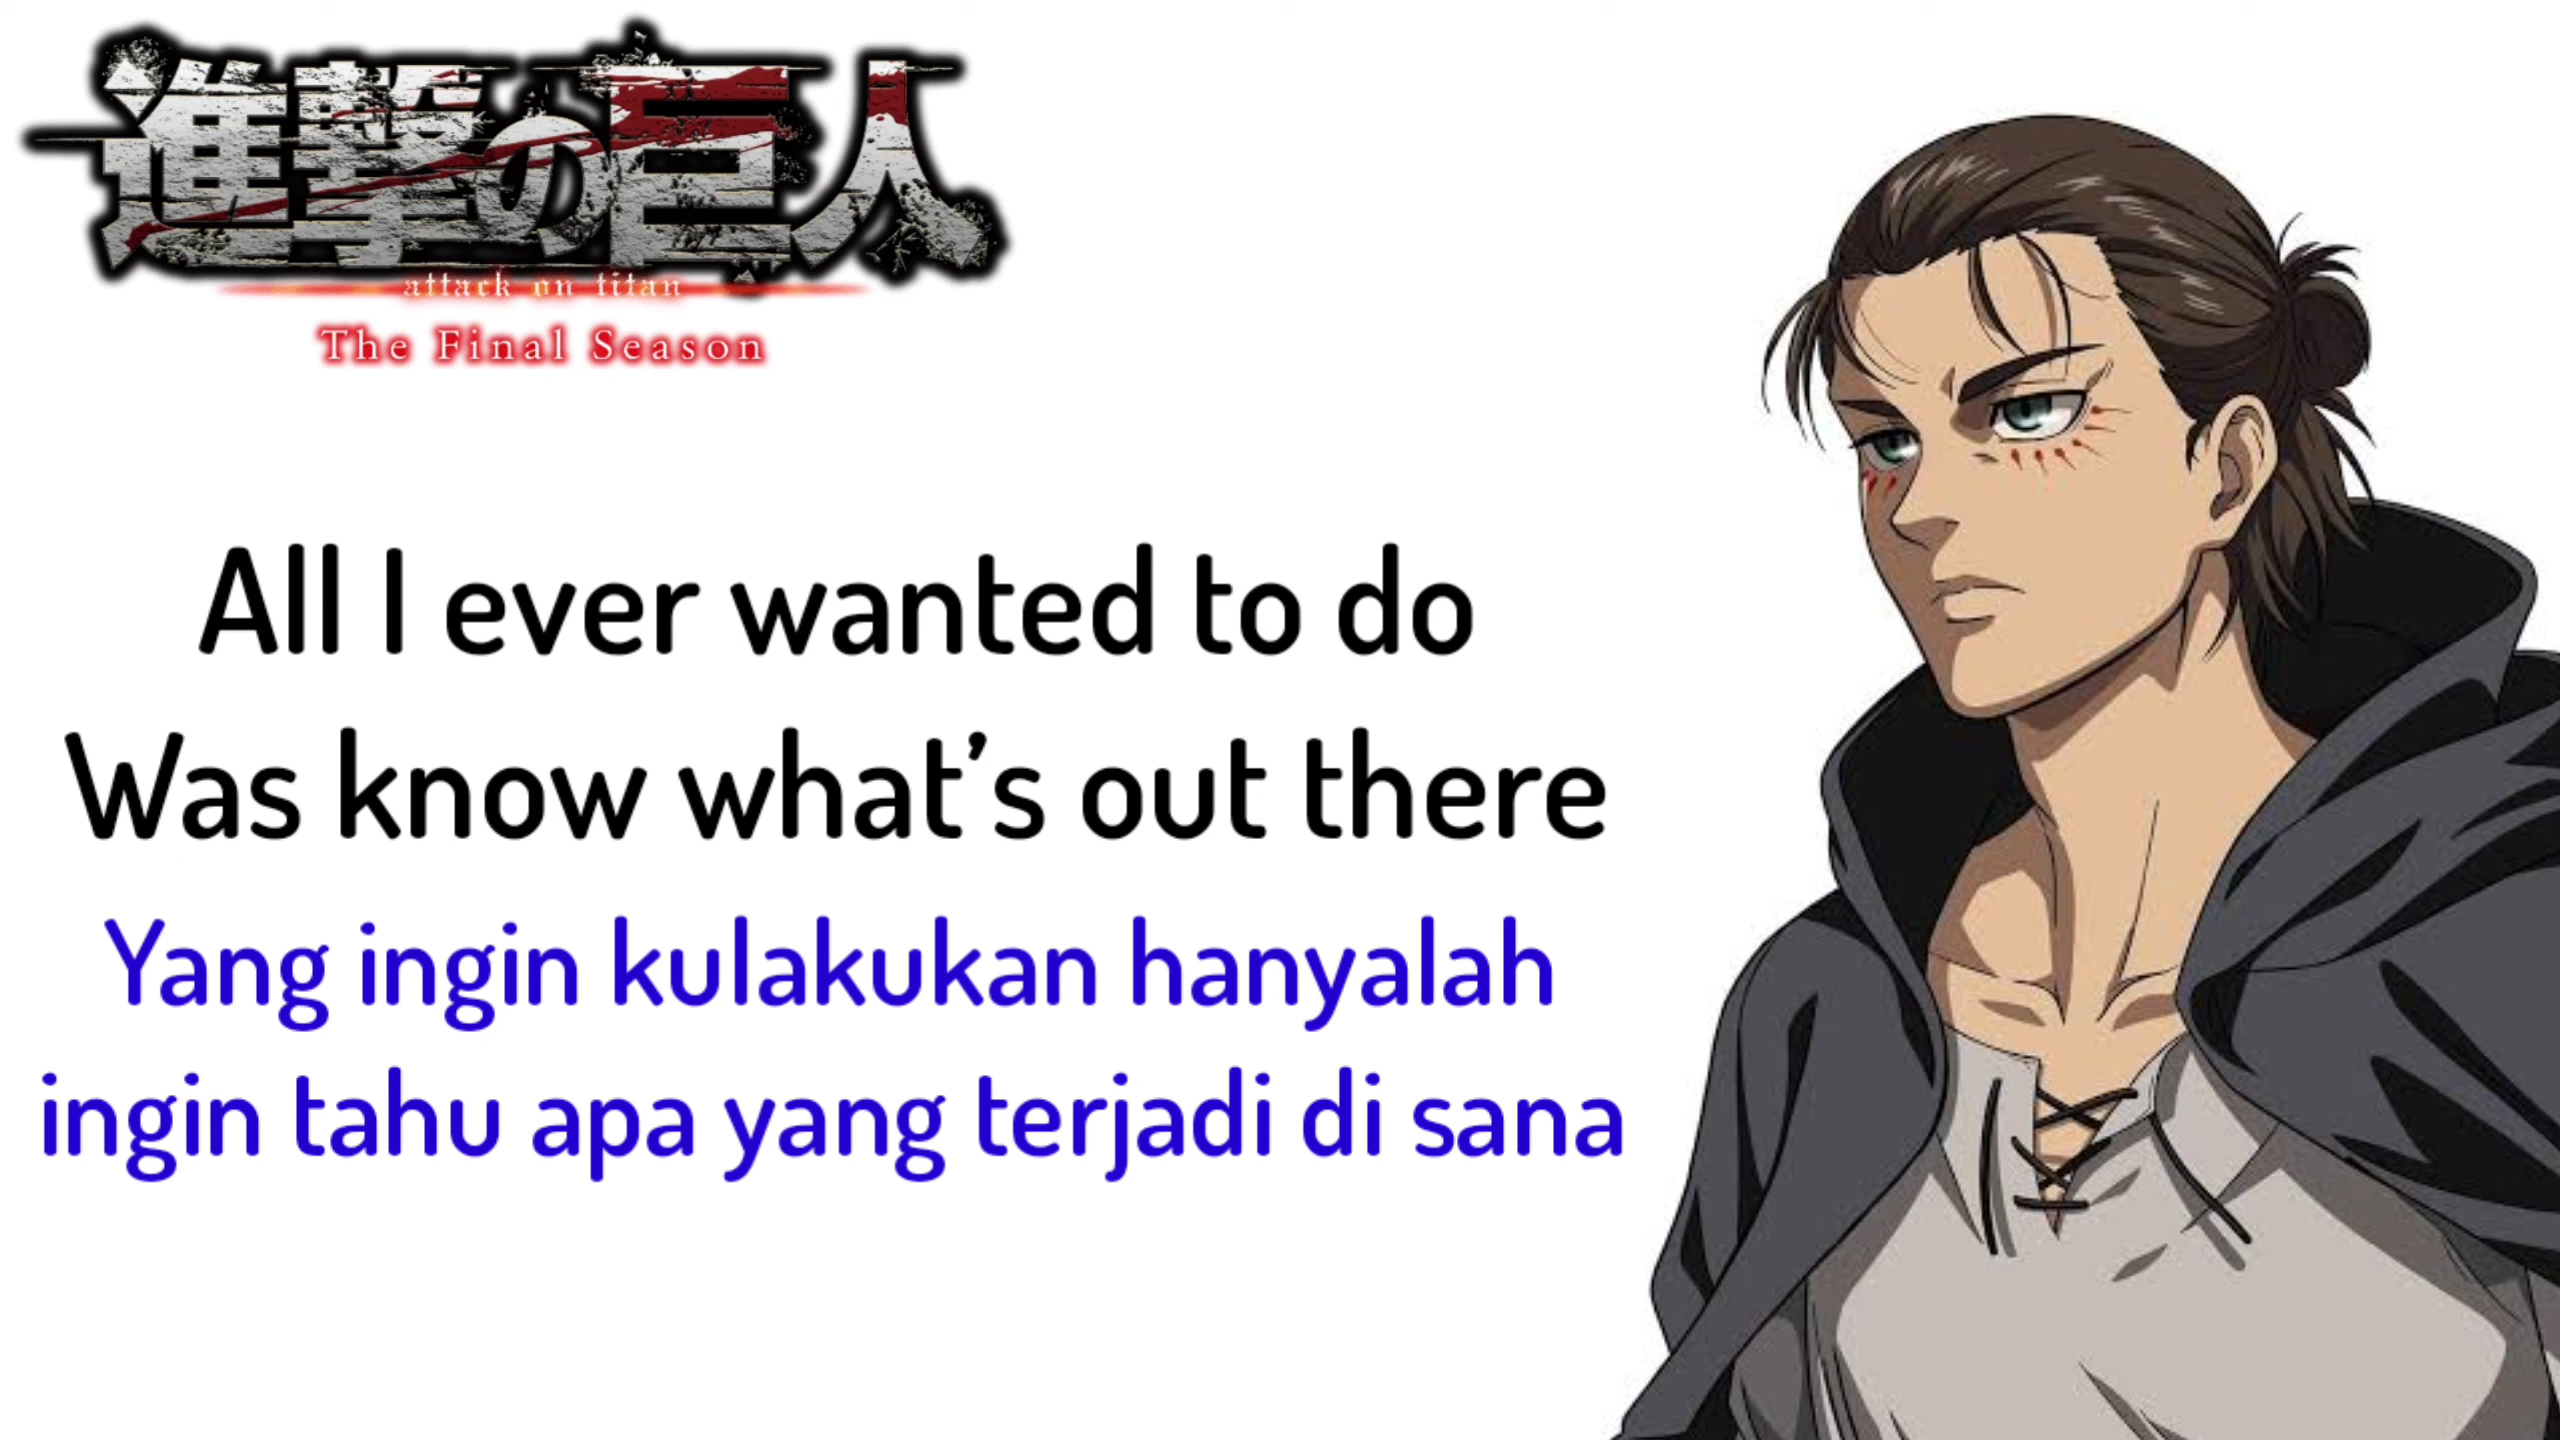 進撃の巨人
attack on titan
The Final Season
All I ever wanted to do
Was know what's out there
Yang ingin kulakukan hanyalah
ingin tahu apa yang terjadi di sana